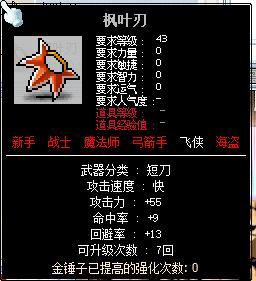 枫叶刃
要求等级： 43
要求力量： 0
要求敏捷： 0
要求智力： 0
要求运气： 0
要求人气度： -
道具等级： -
道具经验值： -
新手 战士 魔法师 弓箭手 飞侠 海盗
武器分类 : 短刀
攻击速度 : 快
攻击力 : +55
命中率 : +9
回避率 : +13
可升级次数 : 7回
金锤子已提高的强化次数: 0